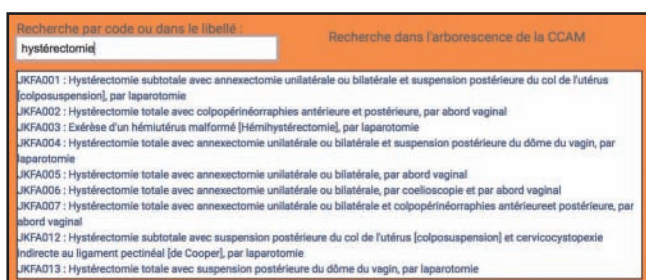 Recherche par code ou dans le libellé :
Recherche dans l'arborescence de la CCAM
hystérectomie
JKFA001 : Hystérectomie subtotale avec annexectomie unilatérale ou bilatérale et suspension postérieure du col de l'utérus
[colposuspension], par laparotomie
JKFA002 : Hystérectomie totale avec colpopérinéorraphies antérieure et postérieure, par abord vaginal
JKFA003 : Exérèse d'un hémiutérus malformé [Hémihystérectomie], par laparotomie
JKFA004 : Hystérectomie totale avec annexectomie unilatérale ou bilatérale et suspension postérieure du dôme du vagin, par
laparotomie
JKFA005 : Hystérectomie totale avec annexectomie unilatérale ou bilatérale, par abord vaginal
JKFA006 : Hystérectomie totale avec annexectomie unilatérale ou bilatérale, par coelioscopie et par abord vaginal
JKFA007 : Hystérectomie totale avec annexectomie unilatérale ou bilatérale et colpopérinéorraphies antérieureet postérieure, par
abord vaginal
JKFA012 : Hystérectomie subtotale avec suspension postérieure du col de l'utérus [colposuspension] et cervicocystopexie
indirecte au ligament pectinéal [de Cooper], par laparotomie
JKFA013 : Hystérectomie totale avec suspension postérieure du dôme du vagin, par laparotomie